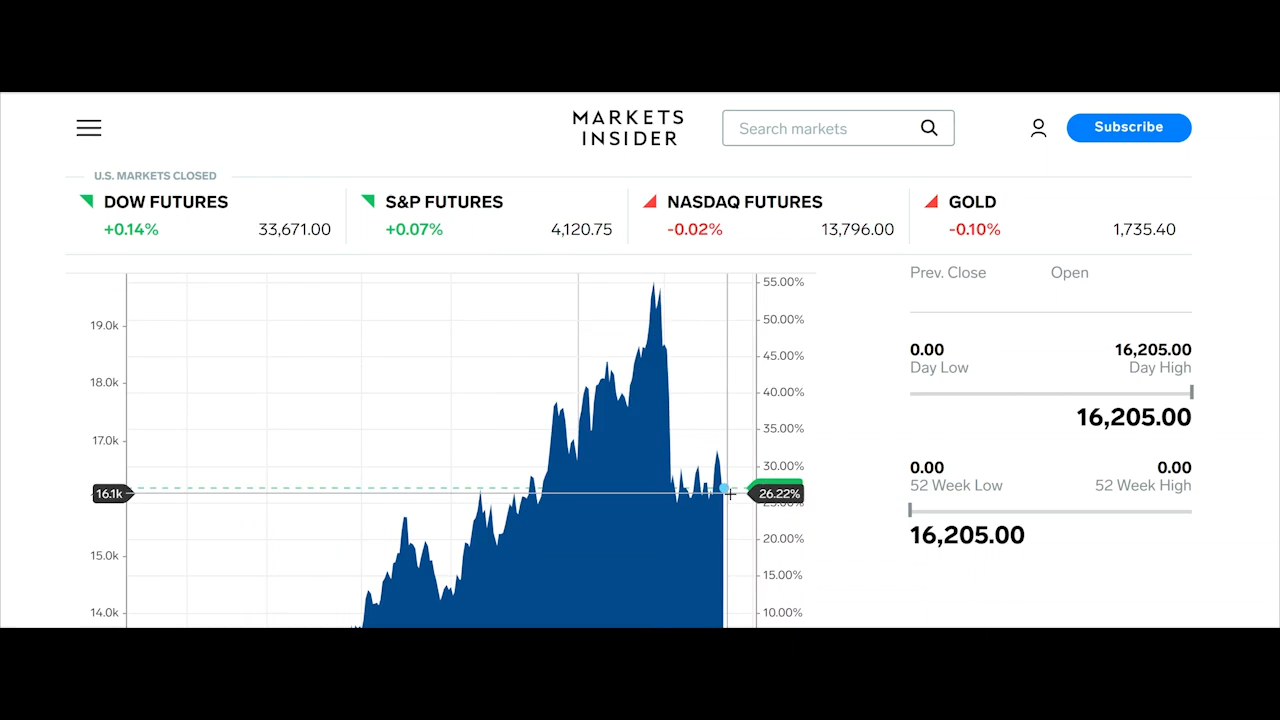 MARKETS
INSIDER
Search markets
Subscribe
U.S. MARKETS CLOSED
DOW FUTURES
+0.14%
33,671.00
S&P FUTURES
+0.07%
4,120.75
NASDAQ FUTURES
-0.02%
13,796.00
GOLD
-0.10%
1,735.40
19.0k
18.0k
17.0k
16.1k
15.0k
14.0k
55.00%
50.00%
45.00%
40.00%
35.00%
30.00%
26.22%
20.00%
15.00%
10.00%
Prev. Close
Open
0.00
16,205.00
Day Low
Day High
16,205.00
0.00
0.00
52 Week Low
52 Week High
16,205.00